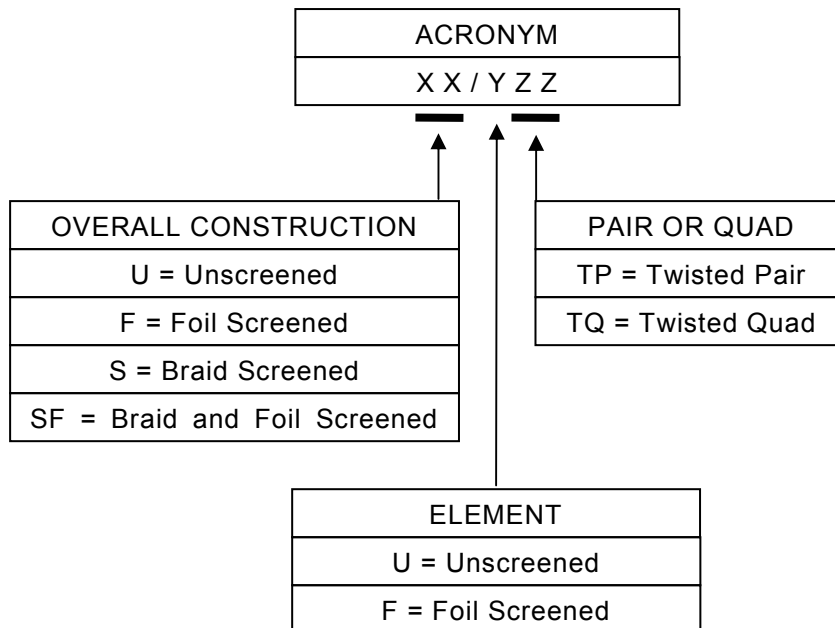 ACRONYM
X X / Y Z Z
OVERALL CONSTRUCTION
U = Unscreened
F = Foil Screened
S = Braid Screened
SF = Braid and Foil Screened
PAIR OR QUAD
TP = Twisted Pair
TQ = Twisted Quad
ELEMENT
U = Unscreened
F = Foil Screened